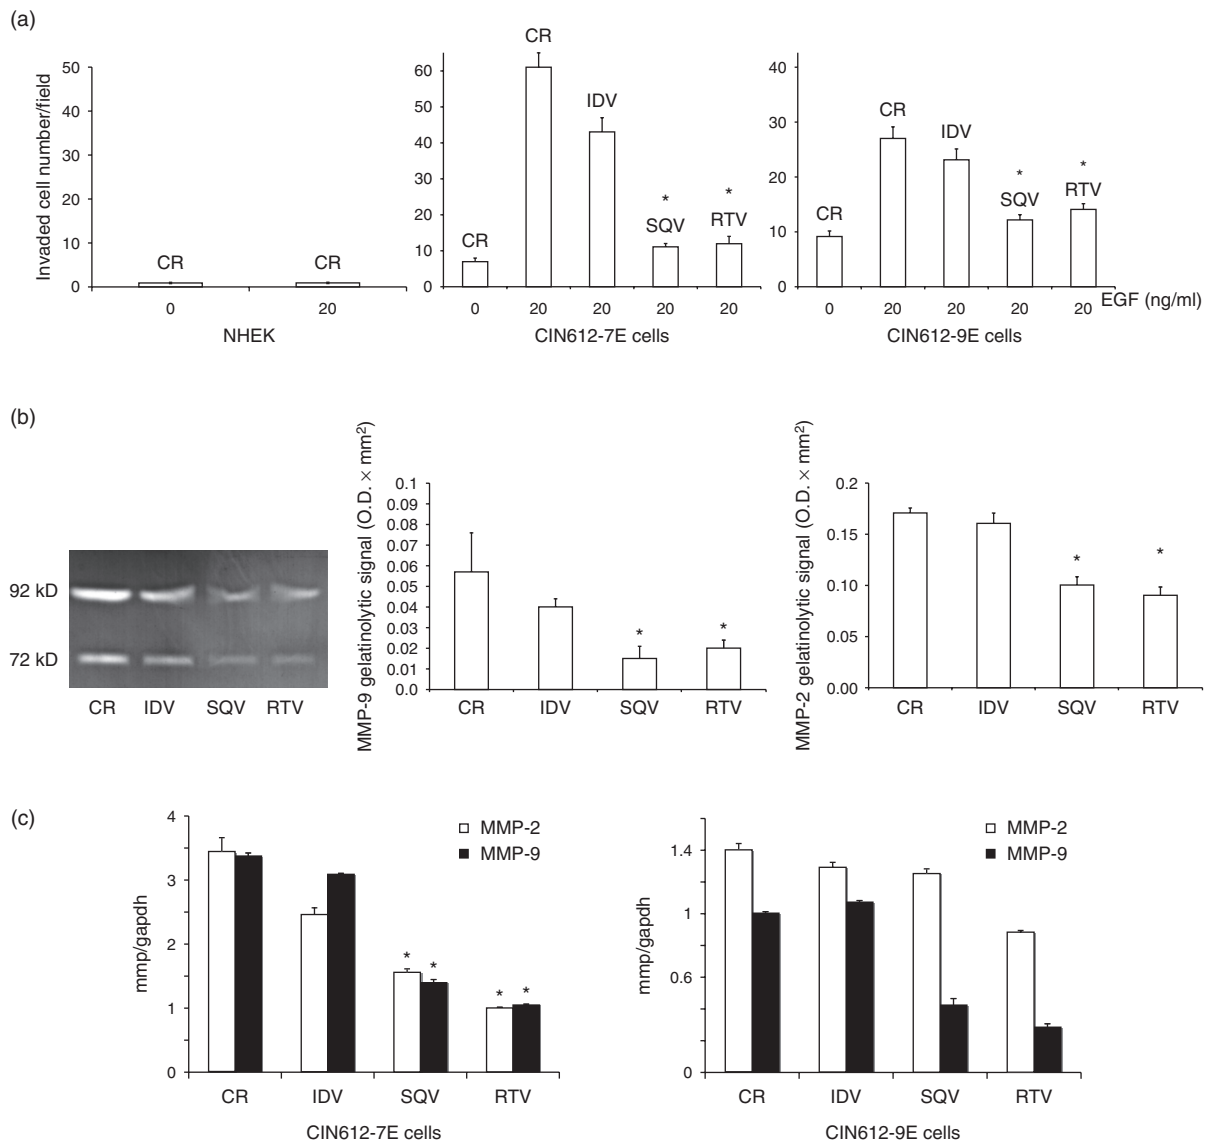 (a)
Invaded cell number/field
50
40
30
20
10
0
CR CR
0 20
NHEK
60
50
40
30
20
10
0
CR
CR
IDV
*
SQV
*
RTV
0 20 20 20 20
CIN612-7E cells
40
30
20
10
0
CR
CR
IDV
*
SQV
*
RTV
0 20 20 20 20
EGF (ng/ml)
CIN612-9E cells
(b)
92 kD
72 kD
CR IDV SQV RTV
MMP-9 gelatinolytic signal (O.D. × mm²)
0.1
0.09
0.08
0.07
0.06
0.05
0.04
0.03
0.02
0.01
0.0
* *
CR IDV SQV RTV
MMP-2 gelatinolytic signal (O.D. × mm²)
0.2
0.15
0.10
0.05
0.00
* *
CR IDV SQV RTV
(c)
mmp/gapdh
4
3
2
1
0
MMP-2
MMP-9
* * * *
CR IDV SQV RTV
CIN612-7E cells
mmp/gapdh
1.4
1
0.6
0
MMP-2
MMP-9
CR IDV SQV RTV
CIN612-9E cells